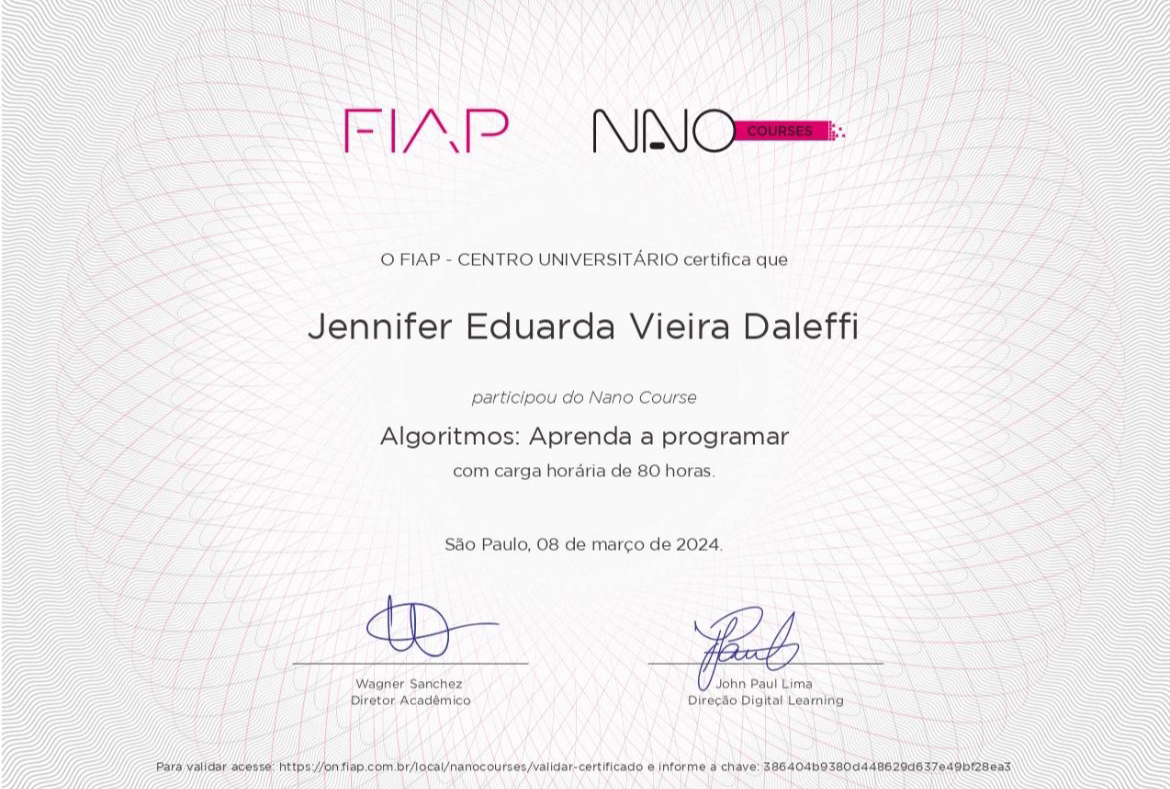 FIAP NANO COURSES
O FIAP - CENTRO UNIVERSITÁRIO certifica que
Jennifer Eduarda Vieira Daleffi
participou do Nano Course
Algoritmos: Aprenda a programar
com carga horária de 80 horas.
São Paulo, 08 de março de 2024.
Wagner Sanchez
Diretor Acadêmico
John Paul Lima
Direção Digital Learning
Para validar acesse: https://on.fiap.com.br/local/nanocourses/validar-certificado e informe a chave: 386404b9380d448629d637e49bf28ea3